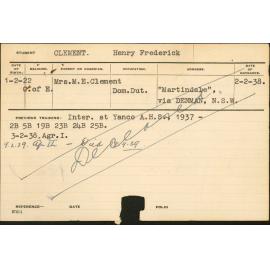 STUDENT CLEMENT. Henry Frederick
DATE OF BIRTH. RELIGION. PARENT OR GUARDIAN. OCCUPATION. ADDRESS. DATE OF ENTRY.
1-2-22 Mrs.M.E.Clement "Martindale", 2-2-38.
C.of E. Dom.Dut. via DENMAN, N.S.W.
PREVIOUS TRAINING: Inter. at Yanco A.H.S., 1937 -
2B 5B 19B 23B 24B 25B.
3-2-38. Agr.I.
REFERENCE— DATE FOLIO